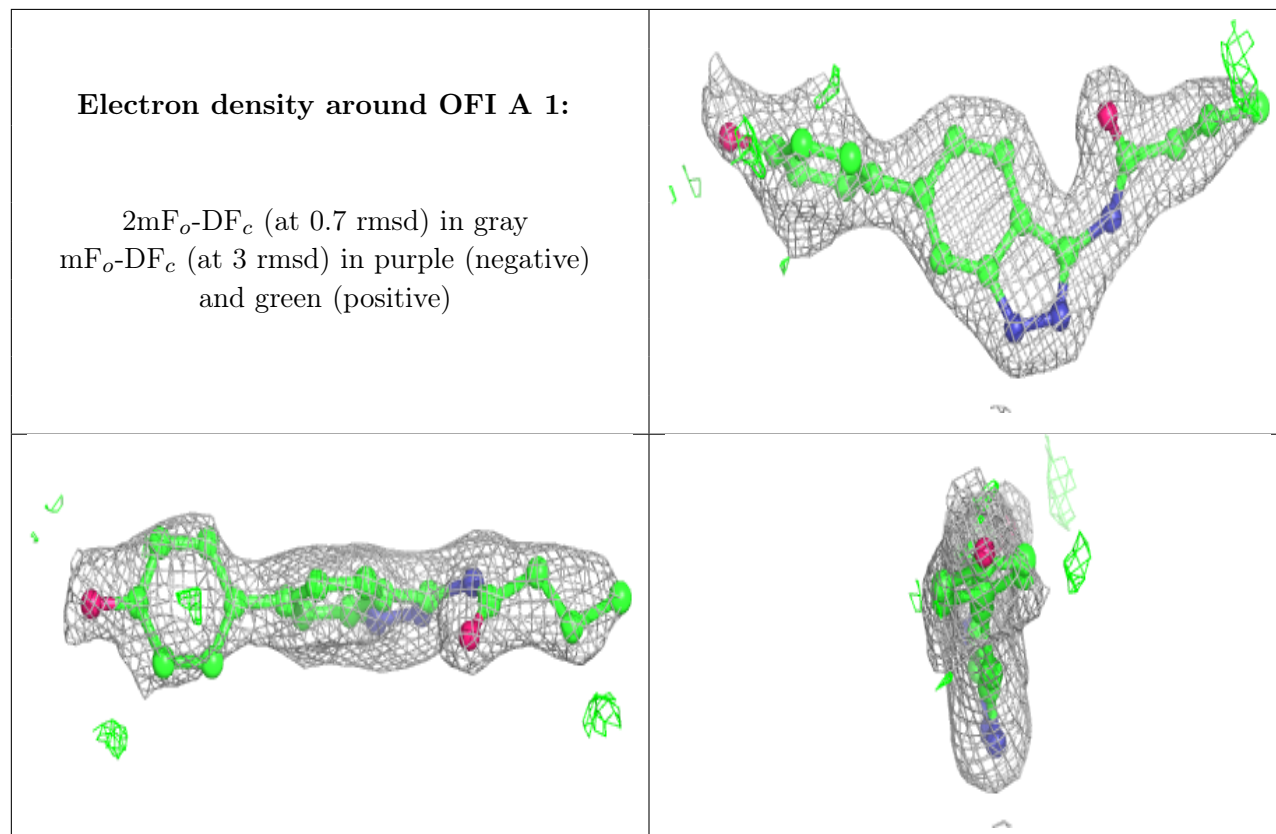 Electron density around OFI A 1:
2mFo-DFc (at 0.7 rmsd) in gray
mFo-DFc (at 3 rmsd) in purple (negative)
and green (positive)